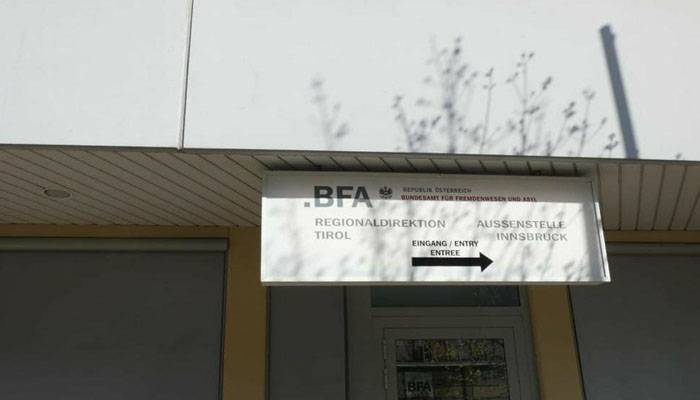 .BFA REPUBLIK ÖSTERREICH
BUNDESAMT FÜR FREMDENWESEN UND ASYL
REGIONALDIREKTION AUSSENSTELLE
TIROL INNSBRUCK
EINGANG / ENTRY
ENTREE
.BFA